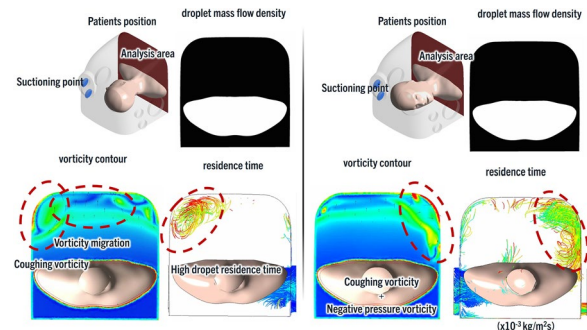 Patients position
droplet mass flow density
Analysis area
Suctioning point
vorticity contour
residence time
Vorticity migration
Coughing vorticity
High dropet residence time
Patients position
droplet mass flow density
Analysis area
Suctioning point
vorticity contour
residence time
Coughing vorticity
+
Negative pressure vorticity
(x10-3 kg/m2s)